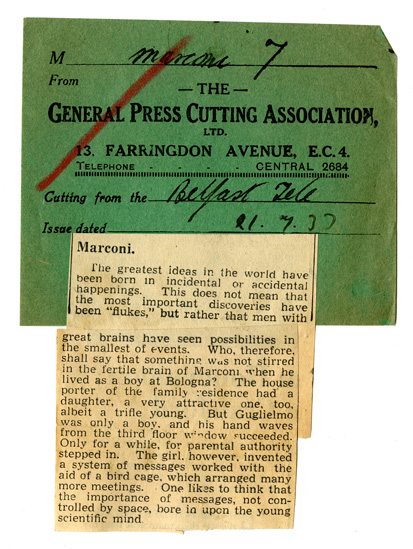 M marconi 7
From
— THE —
GENERAL PRESS CUTTING ASSOCIATION,
LTD.
13, FARRINGDON AVENUE, E.C.4.
TELEPHONE - - - - CENTRAL 2684
Cutting from the Belfast Tele
Issue dated 21.7.37
Marconi.
The greatest ideas in the world have
been born in incidental or accidental
happenings. This does not mean that
the most important discoveries have
been "flukes," but rather that men with
great brains have seen possibilities in
the smallest of events. Who, therefore,
shall say that something was not stirred
in the fertile brain of Marconi when he
lived as a boy at Bologna? The house
porter of the family residence had a
daughter, a very attractive one, too,
albeit a trifle young. But Guglielmo
was only a boy, and his hand waves
from the third floor window succeeded.
Only for a while, for parental authority
stepped in. The girl, however, invented
a system of messages worked with the
aid of a bird cage, which arranged many
more meetings. One likes to think that
the importance of messages, not con-
trolled by space, bore in upon the young
scientific mind.